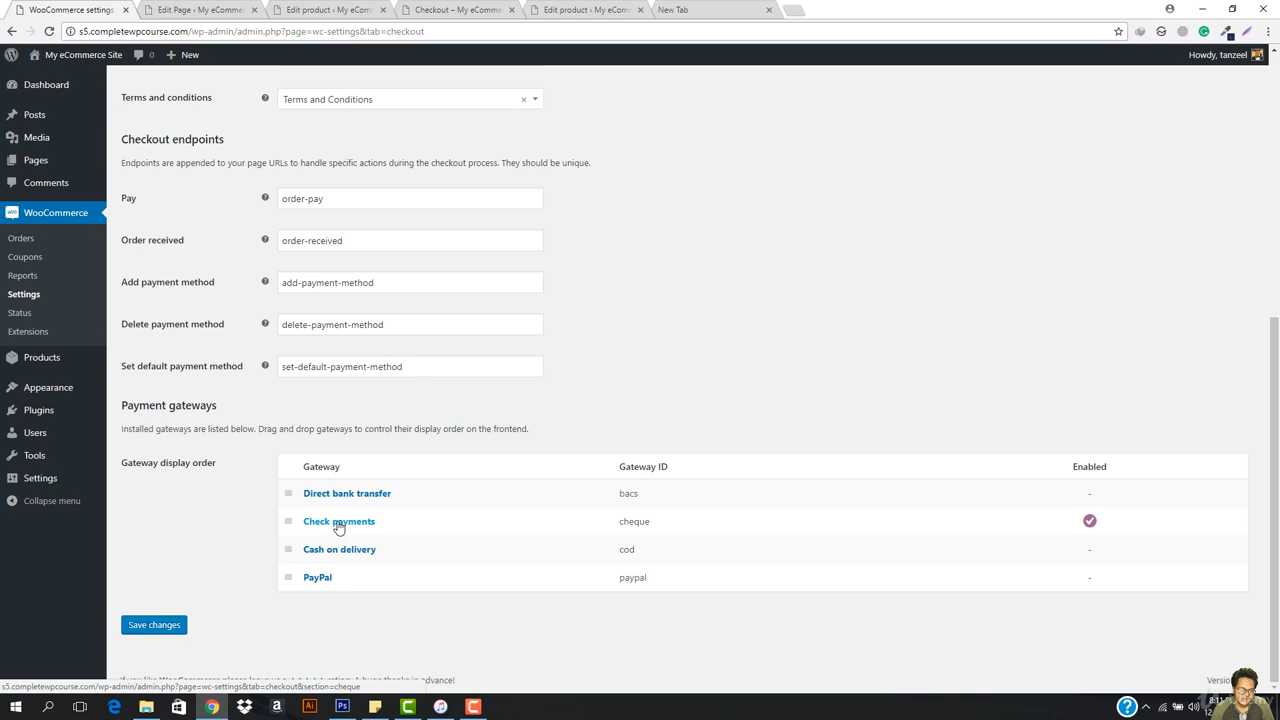 WooCommerce settings ×
Edit Page ‹ My eCommer ×
Edit product ‹ My eComm ×
Checkout – My eCommerc ×
Edit product ‹ My eComm ×
New Tab ×
s5.completewpcourse.com/wp-admin/admin.php?page=wc-settings&tab=checkout
My eCommerce Site 0 New Howdy, tanzeel
Dashboard
Posts
Media
Pages
Comments
WooCommerce
Orders
Coupons
Reports
Settings
Status
Extensions
Products
Appearance
Plugins
Users
Tools
Settings
Collapse menu
Terms and conditions Terms and Conditions ×
Checkout endpoints
Endpoints are appended to your page URLs to handle specific actions during the checkout process. They should be unique.
Pay order-pay
Order received order-received
Add payment method add-payment-method
Delete payment method delete-payment-method
Set default payment method set-default-payment-method
Payment gateways
Installed gateways are listed below. Drag and drop gateways to control their display order on the frontend.
Gateway display order
Gateway Gateway ID Enabled
Direct bank transfer bacs -
Check payments cheque
Cash on delivery cod -
PayPal paypal -
Save changes
s5.completewpcourse.com/wp-admin/admin.php?page=wc-settings&tab=checkout&section=cheque